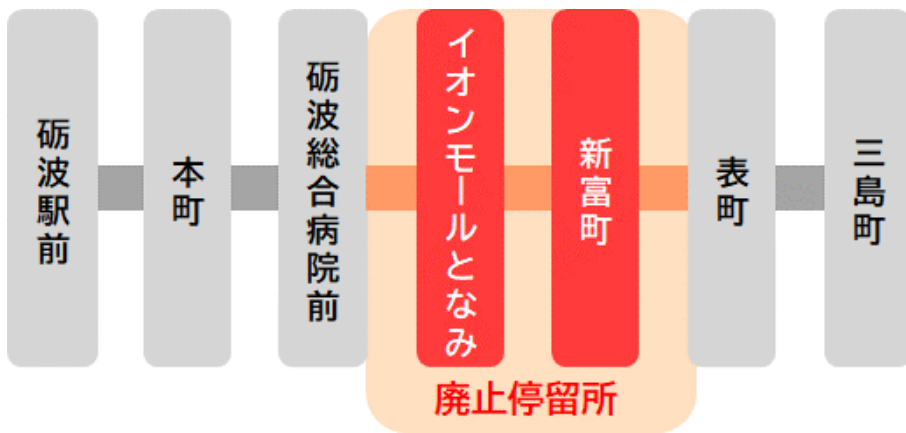 砺波駅前
本町
砺波総合病院前
イオンモールとなみ
新富町
表町
三島町
廃止停留所